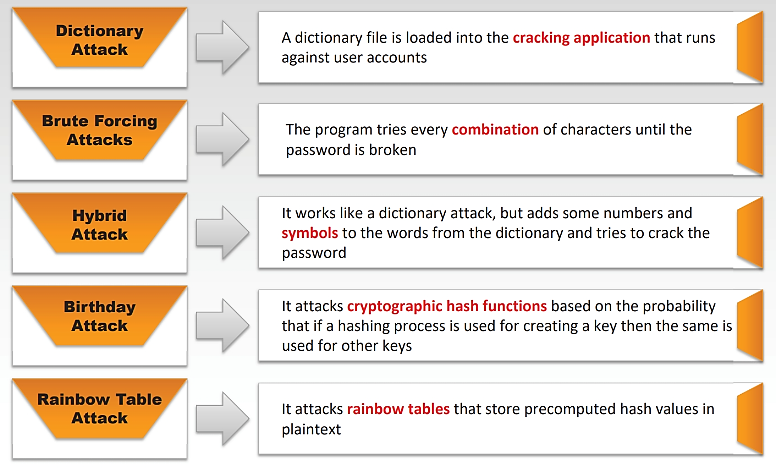 Dictionary
Attack
A dictionary file is loaded into the cracking application that runs
against user accounts
Brute Forcing
Attacks
The program tries every combination of characters until the
password is broken
Hybrid
Attack
It works like a dictionary attack, but adds some numbers and
symbols to the words from the dictionary and tries to crack the
password
Birthday
Attack
It attacks cryptographic hash functions based on the probability
that if a hashing process is used for creating a key then the same is
used for other keys
Rainbow Table
Attack
It attacks rainbow tables that store precomputed hash values in
plaintext